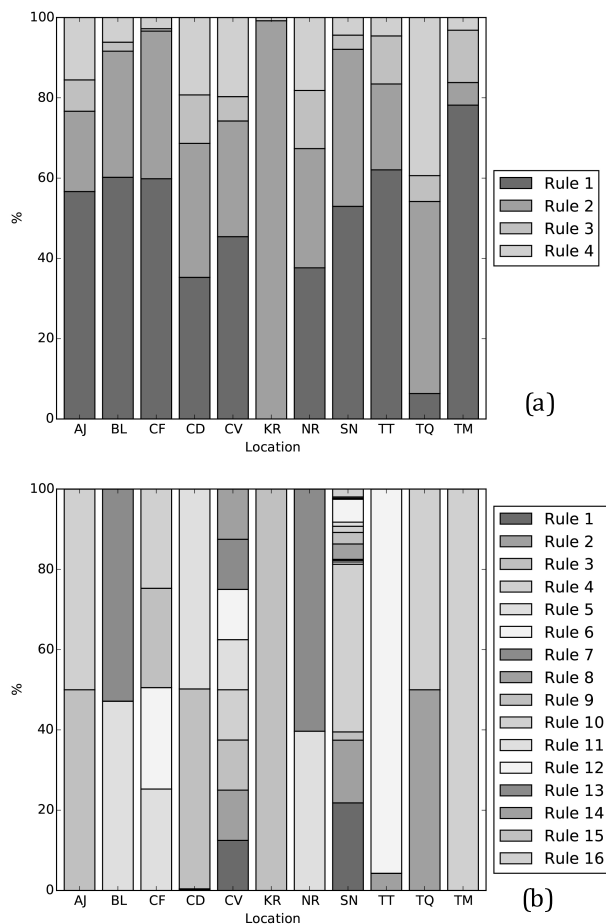 100
80
60
40
20
0
%
AJ BL CF CD CV KR NR SN TT TQ TM
Location
Rule 1
Rule 2
Rule 3
Rule 4
(a)
100
80
60
40
20
0
%
AJ BL CF CD CV KR NR SN TT TQ TM
Location
Rule 1
Rule 2
Rule 3
Rule 4
Rule 5
Rule 6
Rule 7
Rule 8
Rule 9
Rule 10
Rule 11
Rule 12
Rule 13
Rule 14
Rule 15
Rule 16
(b)